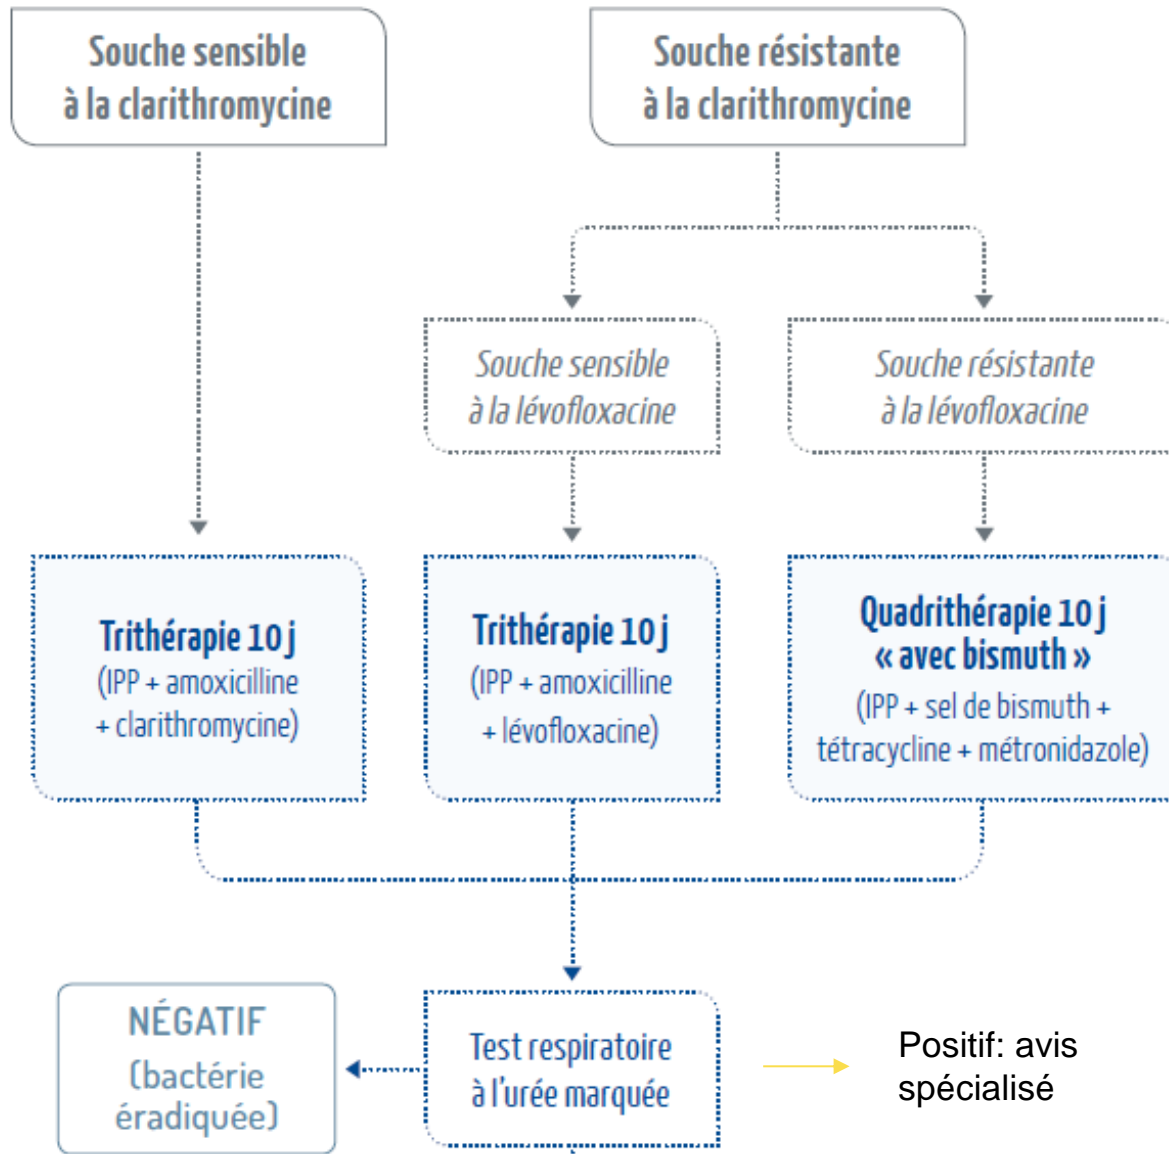 Souche sensible
à la clarithromycine
Souche résistante
à la clarithromycine
Souche sensible
à la lévofloxacine
Souche résistante
à la lévofloxacine
Trithérapie 10 j
(IPP + amoxicilline
+ clarithromycine)
Trithérapie 10 j
(IPP + amoxicilline
+ lévofloxacine)
Quadrithérapie 10 j
« avec bismuth »
(IPP + sel de bismuth +
tétracycline + métronidazole)
NÉGATIF
(bactérie
éradiquée)
Test respiratoire
à l'urée marquée
Positif: avis
spécialisé